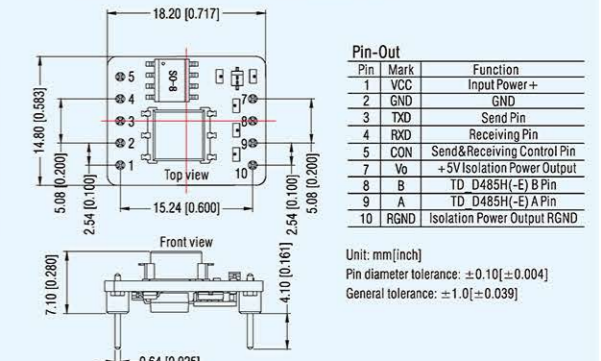 18.20 [0.717]
14.80 [0.583]
5.08 [0.200]
2.54 [0.100]
SO-8
5
4
3
2
1
7
8
9
10
Top view
2.54 [0.100]
5.08 [0.200]
15.24 [0.600]
Front view
7.10 [0.280]
4.10 [0.161]
0.64 [0.025]
Pin-Out
Pin Mark Function
1 VCC Input Power+
2 GND GND
3 TXD Send Pin
4 RXD Receiving Pin
5 CON Send&Receiving Control Pin
7 Vo +5V Isolation Power Output
8 B TD_D485H(-E) B Pin
9 A TD_D485H(-E) A Pin
10 RGND Isolation Power Output RGND
Unit: mm[inch]
Pin diameter tolerance: ±0.10[±0.004]
General tolerance: ±1.0[±0.039]